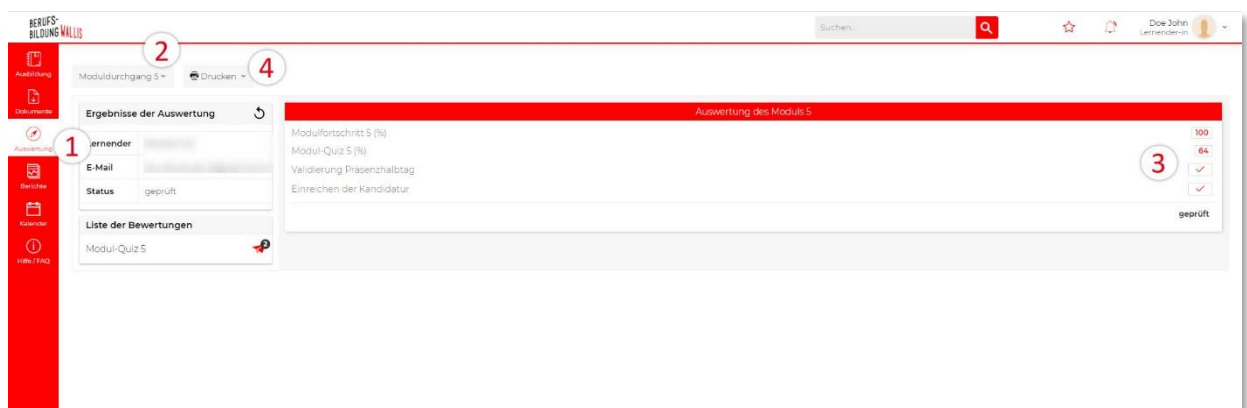 BERUFS-
BILDUNG WALLIS
Suchen...
Doe John
Lernender-in
Ausbildung
Dokumente
Auswertung
Berichte
Kalender
Hilfe / FAQ
1
2
Moduldurchgang 5
Drucken
4
Ergebnisse der Auswertung
Lernender
E-Mail
Status geprüft
Liste der Bewertungen
Modul-Quiz 5 2
Auswertung des Moduls 5
Modulfortschritt 5 (%) 100
Modul-Quiz 5 (%) 64
Validierung Präsenzhalbtag
Einreichen der Kandidatur
3
geprüft